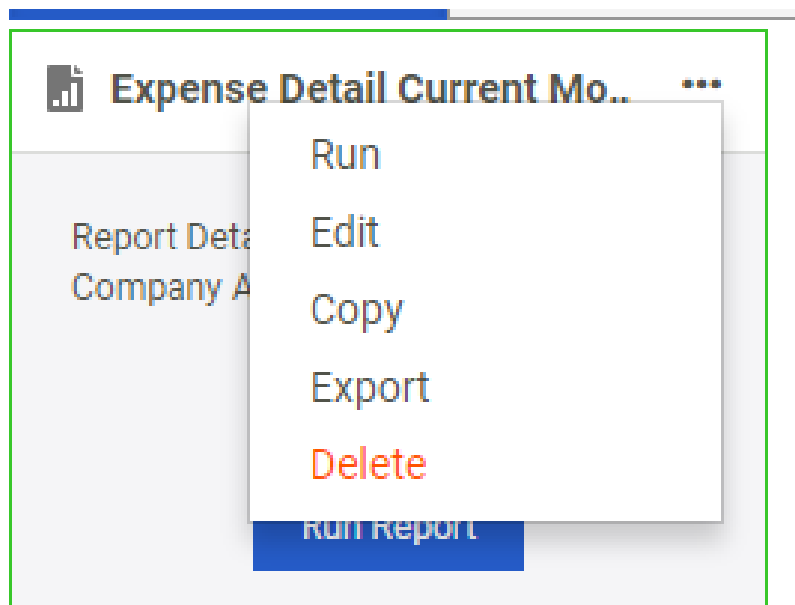 Expense Detail Current Mo..
Run
Report Deta
Edit
Company A
Copy
Export
Delete
Run Report